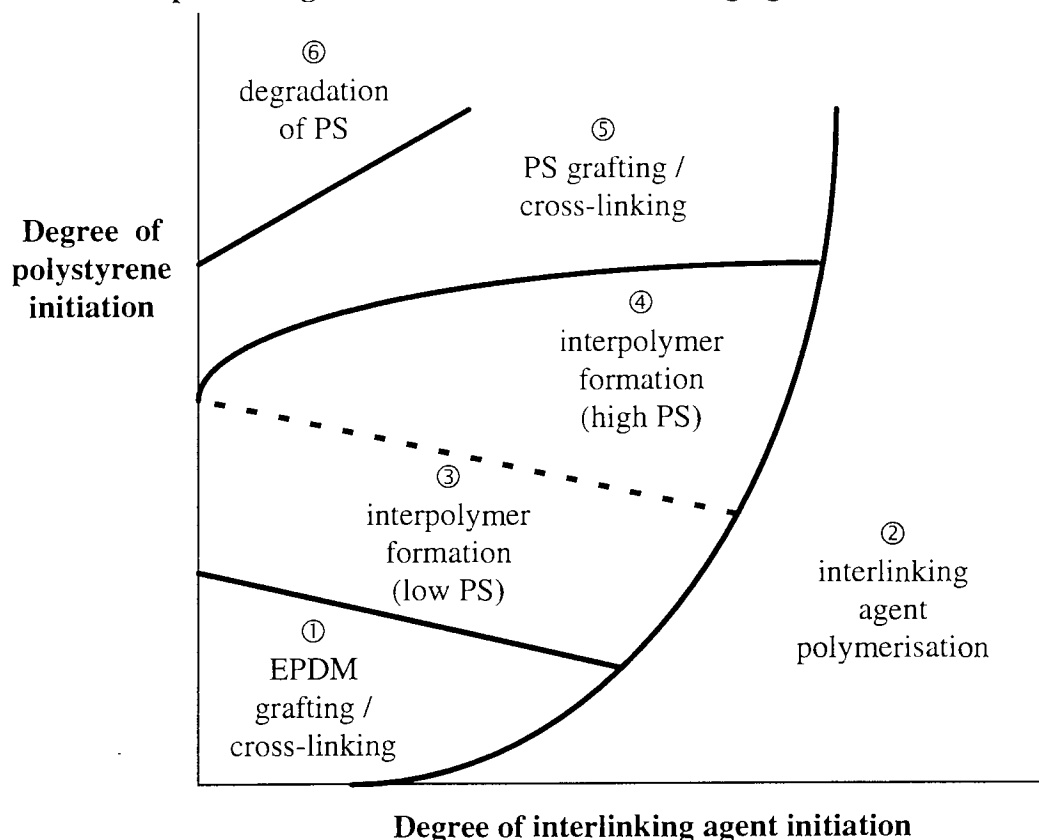 ⑥
degradation
of PS
⑤
PS grafting /
cross-linking
Degree of
polystyrene
initiation
④
interpolymer
formation
(high PS)
③
interpolymer
formation
(low PS)
②
interlinking
agent
polymerisation
①
EPDM
grafting /
cross-linking
Degree of interlinking agent initiation